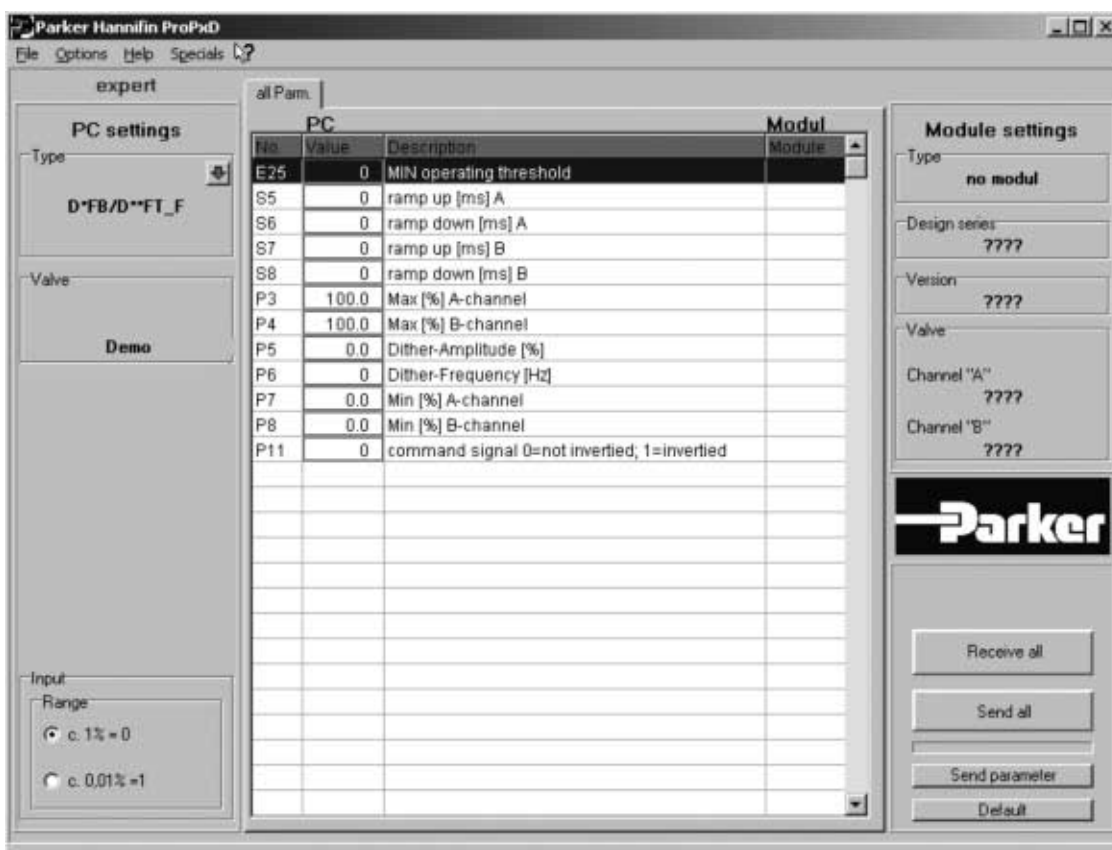 Parker Hannifin ProPxD
File Options Help Specials ?
expert
PC settings
Type
D*FB/D**FT_F
Valve
Demo
Input
Range
c. 1% = 0
c. 0,01% =1
all Parm.
PC Modul
No. Value Description Module
E25 0 MIN operating threshold
S5 0 ramp up [ms] A
S6 0 ramp down [ms] A
S7 0 ramp up [ms] B
S8 0 ramp down [ms] B
P3 100.0 Max [%] A-channel
P4 100.0 Max [%] B-channel
P5 0.0 Dither-Amplitude [%]
P6 0 Dither-Frequency [Hz]
P7 0.0 Min [%] A-channel
P8 0.0 Min [%] B-channel
P11 0 command signal 0=not invertied; 1=invertied
Module settings
Type
no modul
Design series
????
Version
????
Valve
Channel "A"
????
Channel "B"
????
Parker
Receive all
Send all
Send parameter
Default